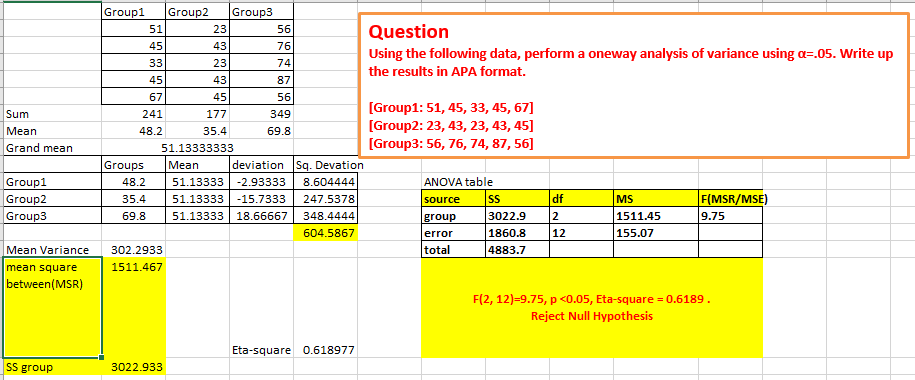 Group1 Group2 Group3
51 23 56
45 43 76
33 23 74
45 43 87
67 45 56
Sum 241 177 349
Mean 48.2 35.4 69.8
Grand mean 51.13333333
Question
Using the following data, perform a oneway analysis of variance using α=.05. Write up
the results in APA format.
[Group1: 51, 45, 33, 45, 67]
[Group2: 23, 43, 23, 43, 45]
[Group3: 56, 76, 74, 87, 56]
Groups Mean deviation Sq. Devation
Group1 48.2 51.13333 -2.93333 8.604444
Group2 35.4 51.13333 -15.7333 247.5378
Group3 69.8 51.13333 18.66667 348.4444
604.5867
Mean Variance 302.2933
mean square 1511.467
between(MSR)
Eta-square 0.618977
SS group 3022.933
ANOVA table
source SS df MS F(MSR/MSE)
group 3022.9 2 1511.45 9.75
error 1860.8 12 155.07
total 4883.7
F(2, 12)=9.75, p <0.05, Eta-square = 0.6189 .
Reject Null Hypothesis